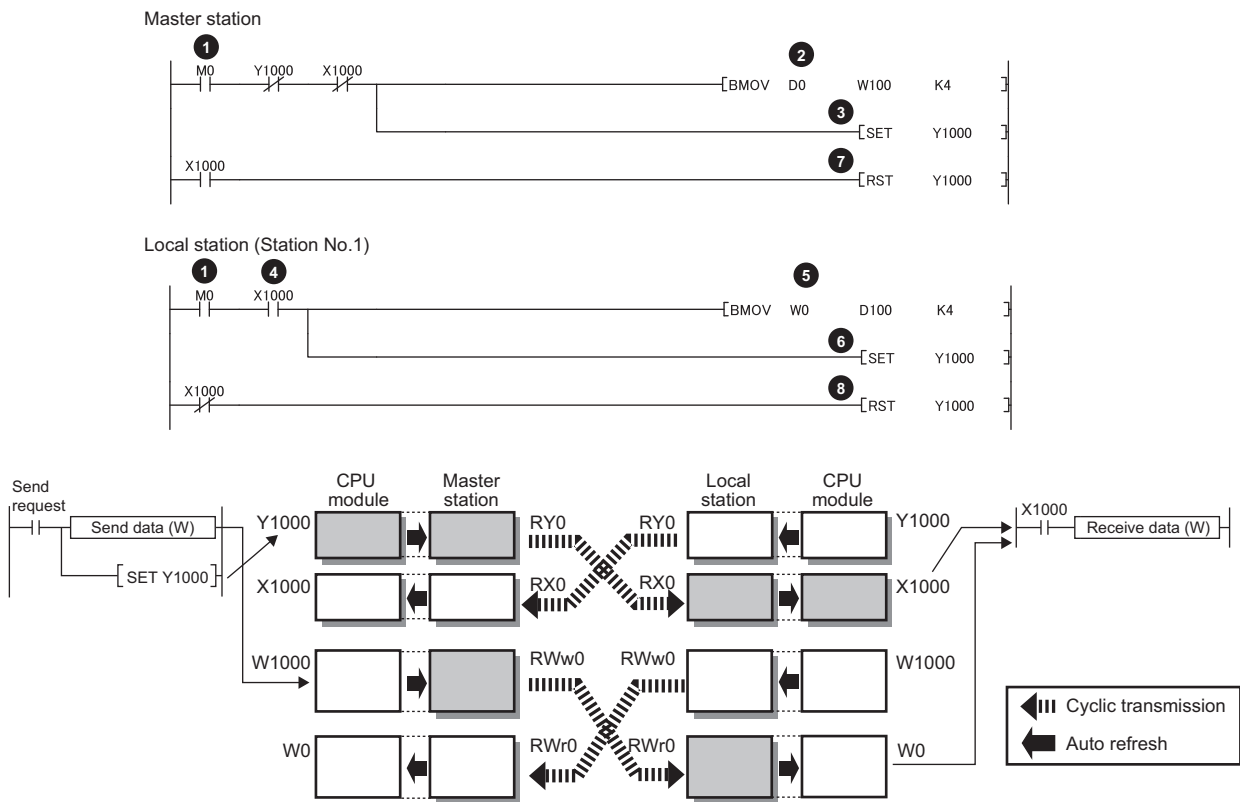 Master station
1
2
M0 Y1000 X1000
[BMOV D0 W100 K4 ]
3
[SET Y1000 ]
X1000
7
[RST Y1000 ]
Local station (Station No.1)
1 4
5
M0 X1000
[BMOV W0 D100 K4 ]
6
[SET Y1000 ]
X1000
8
[RST Y1000 ]
Send
request
Send data (W)
[ SET Y1000 ]
CPU
module
Master
station
Local
station
CPU
module
Y1000 RY0 RY0 Y1000
X1000 RX0 RX0 X1000
W1000 RWw0 RWw0 W1000
W0 RWr0 RWr0 W0
X1000
Receive data (W)
Cyclic transmission
Auto refresh